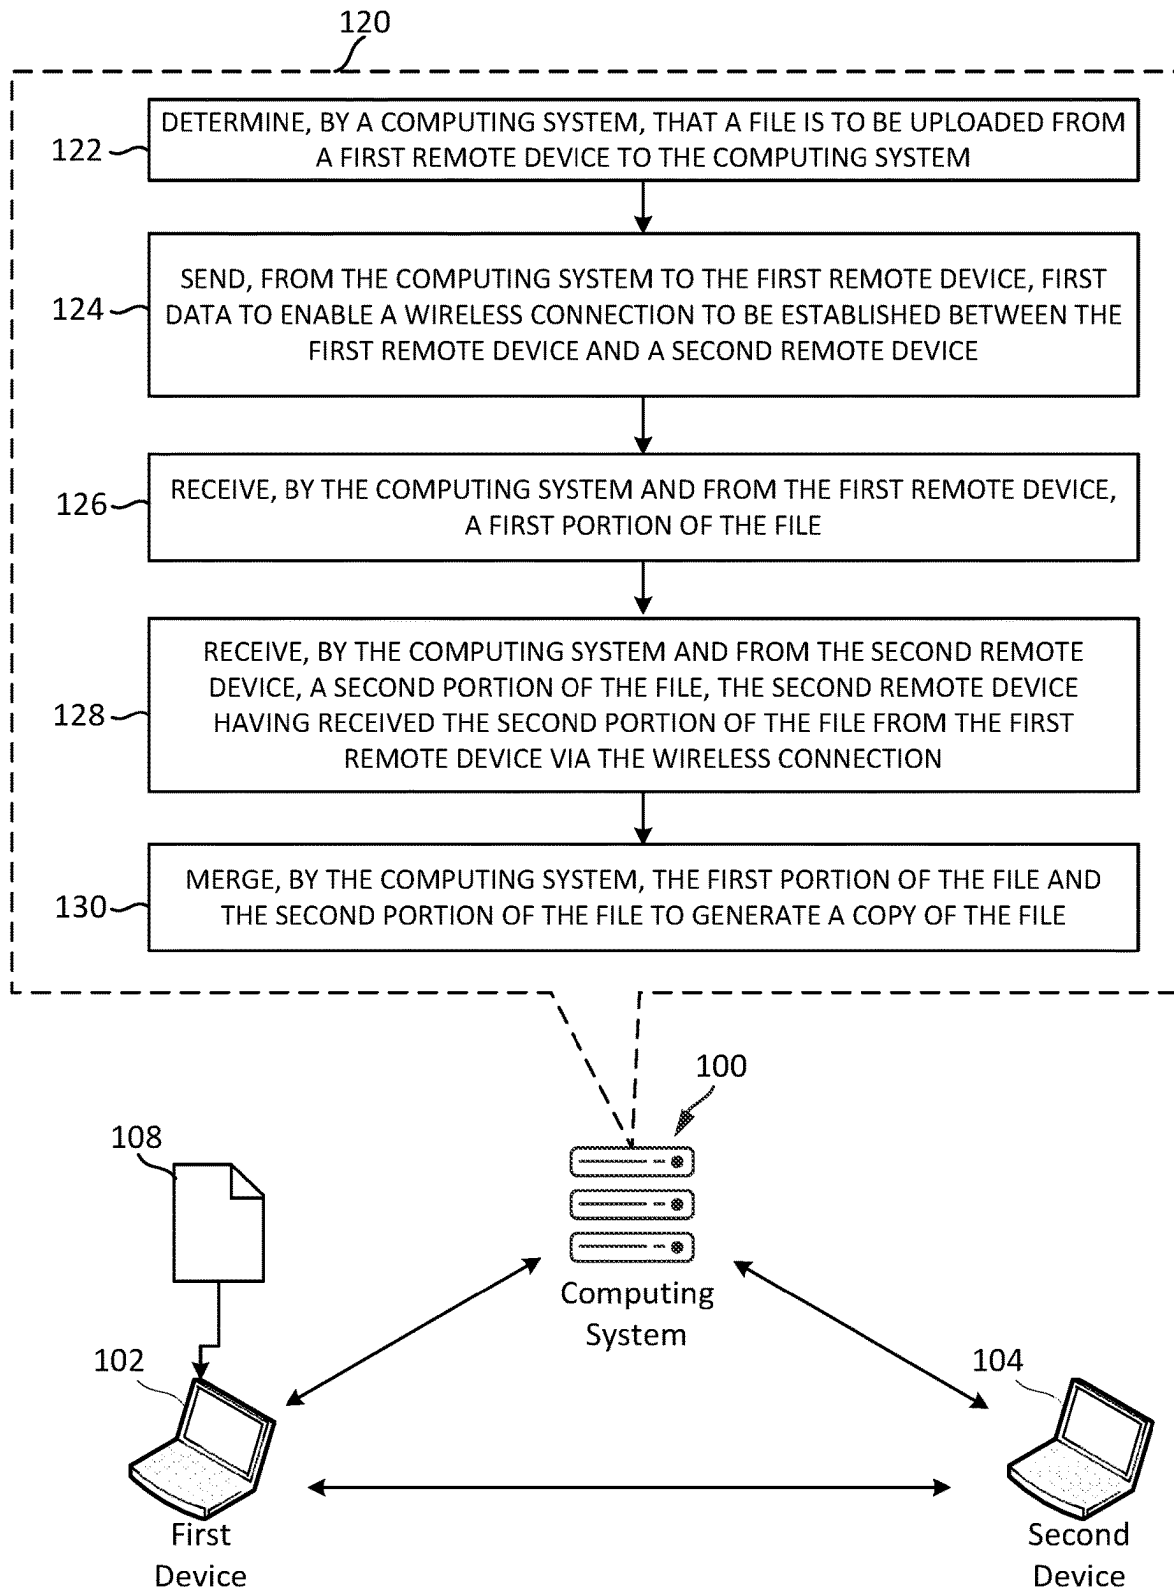 120
DETERMINE, BY A COMPUTING SYSTEM, THAT A FILE IS TO BE UPLOADED FROM
A FIRST REMOTE DEVICE TO THE COMPUTING SYSTEM
122
SEND, FROM THE COMPUTING SYSTEM TO THE FIRST REMOTE DEVICE, FIRST
DATA TO ENABLE A WIRELESS CONNECTION TO BE ESTABLISHED BETWEEN THE
FIRST REMOTE DEVICE AND A SECOND REMOTE DEVICE
124
RECEIVE, BY THE COMPUTING SYSTEM AND FROM THE FIRST REMOTE DEVICE,
A FIRST PORTION OF THE FILE
126
RECEIVE, BY THE COMPUTING SYSTEM AND FROM THE SECOND REMOTE
DEVICE, A SECOND PORTION OF THE FILE, THE SECOND REMOTE DEVICE
HAVING RECEIVED THE SECOND PORTION OF THE FILE FROM THE FIRST
REMOTE DEVICE VIA THE WIRELESS CONNECTION
128
MERGE, BY THE COMPUTING SYSTEM, THE FIRST PORTION OF THE FILE AND
THE SECOND PORTION OF THE FILE TO GENERATE A COPY OF THE FILE
130
100
108
Computing
System
102
104
First
Device
Second
Device